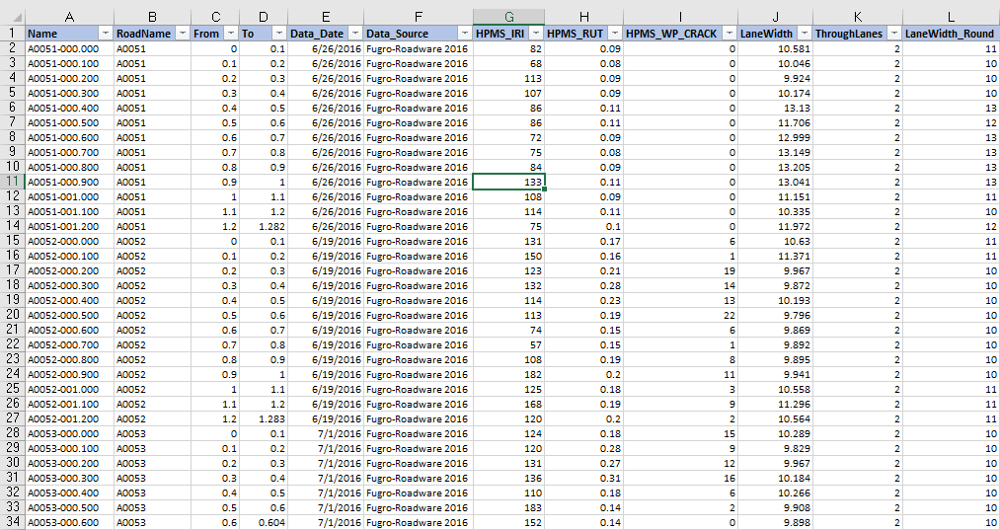 A B C D E F G H I J K L
1 Name RoadName From To Data_Date Data_Source HPMS_IRI HPMS_RUT HPMS_WP_CRACK LaneWidth ThroughLanes LaneWidth_Round
2 A0051-000.000 A0051 0 0.1 6/26/2016 Fugro-Roadware 2016 82 0.09 0 10.581 2 11
3 A0051-000.100 A0051 0.1 0.2 6/26/2016 Fugro-Roadware 2016 68 0.08 0 10.046 2 10
4 A0051-000.200 A0051 0.2 0.3 6/26/2016 Fugro-Roadware 2016 113 0.09 0 9.924 2 10
5 A0051-000.300 A0051 0.3 0.4 6/26/2016 Fugro-Roadware 2016 107 0.09 0 10.174 2 10
6 A0051-000.400 A0051 0.4 0.5 6/26/2016 Fugro-Roadware 2016 86 0.11 0 13.13 2 13
7 A0051-000.500 A0051 0.5 0.6 6/26/2016 Fugro-Roadware 2016 86 0.11 0 11.706 2 12
8 A0051-000.600 A0051 0.6 0.7 6/26/2016 Fugro-Roadware 2016 72 0.09 0 12.999 2 13
9 A0051-000.700 A0051 0.7 0.8 6/26/2016 Fugro-Roadware 2016 75 0.08 0 13.149 2 13
10 A0051-000.800 A0051 0.8 0.9 6/26/2016 Fugro-Roadware 2016 84 0.09 0 13.205 2 13
11 A0051-000.900 A0051 0.9 1 6/26/2016 Fugro-Roadware 2016 133 0.11 0 13.041 2 13
12 A0051-001.000 A0051 1 1.1 6/26/2016 Fugro-Roadware 2016 108 0.09 0 11.151 2 11
13 A0051-001.100 A0051 1.1 1.2 6/26/2016 Fugro-Roadware 2016 114 0.11 0 10.335 2 10
14 A0051-001.200 A0051 1.2 1.282 6/26/2016 Fugro-Roadware 2016 75 0.1 0 11.972 2 12
15 A0052-000.000 A0052 0 0.1 6/19/2016 Fugro-Roadware 2016 131 0.17 6 10.63 2 11
16 A0052-000.100 A0052 0.1 0.2 6/19/2016 Fugro-Roadware 2016 150 0.16 1 11.371 2 11
17 A0052-000.200 A0052 0.2 0.3 6/19/2016 Fugro-Roadware 2016 123 0.21 19 9.967 2 10
18 A0052-000.300 A0052 0.3 0.4 6/19/2016 Fugro-Roadware 2016 132 0.28 14 9.872 2 10
19 A0052-000.400 A0052 0.4 0.5 6/19/2016 Fugro-Roadware 2016 114 0.23 13 10.193 2 10
20 A0052-000.500 A0052 0.5 0.6 6/19/2016 Fugro-Roadware 2016 113 0.19 22 9.796 2 10
21 A0052-000.600 A0052 0.6 0.7 6/19/2016 Fugro-Roadware 2016 74 0.15 6 9.869 2 10
22 A0052-000.700 A0052 0.7 0.8 6/19/2016 Fugro-Roadware 2016 57 0.15 1 9.892 2 10
23 A0052-000.800 A0052 0.8 0.9 6/19/2016 Fugro-Roadware 2016 108 0.19 8 9.895 2 10
24 A0052-000.900 A0052 0.9 1 6/19/2016 Fugro-Roadware 2016 182 0.2 11 9.941 2 10
25 A0052-001.000 A0052 1 1.1 6/19/2016 Fugro-Roadware 2016 125 0.18 3 10.558 2 11
26 A0052-001.100 A0052 1.1 1.2 6/19/2016 Fugro-Roadware 2016 168 0.19 9 11.296 2 11
27 A0052-001.200 A0052 1.2 1.283 6/19/2016 Fugro-Roadware 2016 120 0.2 2 10.564 2 11
28 A0053-000.000 A0053 0 0.1 7/1/2016 Fugro-Roadware 2016 124 0.18 15 10.289 2 10
29 A0053-000.100 A0053 0.1 0.2 7/1/2016 Fugro-Roadware 2016 120 0.28 9 9.829 2 10
30 A0053-000.200 A0053 0.2 0.3 7/1/2016 Fugro-Roadware 2016 131 0.27 12 9.967 2 10
31 A0053-000.300 A0053 0.3 0.4 7/1/2016 Fugro-Roadware 2016 136 0.31 16 10.184 2 10
32 A0053-000.400 A0053 0.4 0.5 7/1/2016 Fugro-Roadware 2016 110 0.18 6 10.266 2 10
33 A0053-000.500 A0053 0.5 0.6 7/1/2016 Fugro-Roadware 2016 183 0.14 2 9.908 2 10
34 A0053-000.600 A0053 0.6 0.604 7/1/2016 Fugro-Roadware 2016 152 0.14 0 9.898 2 10